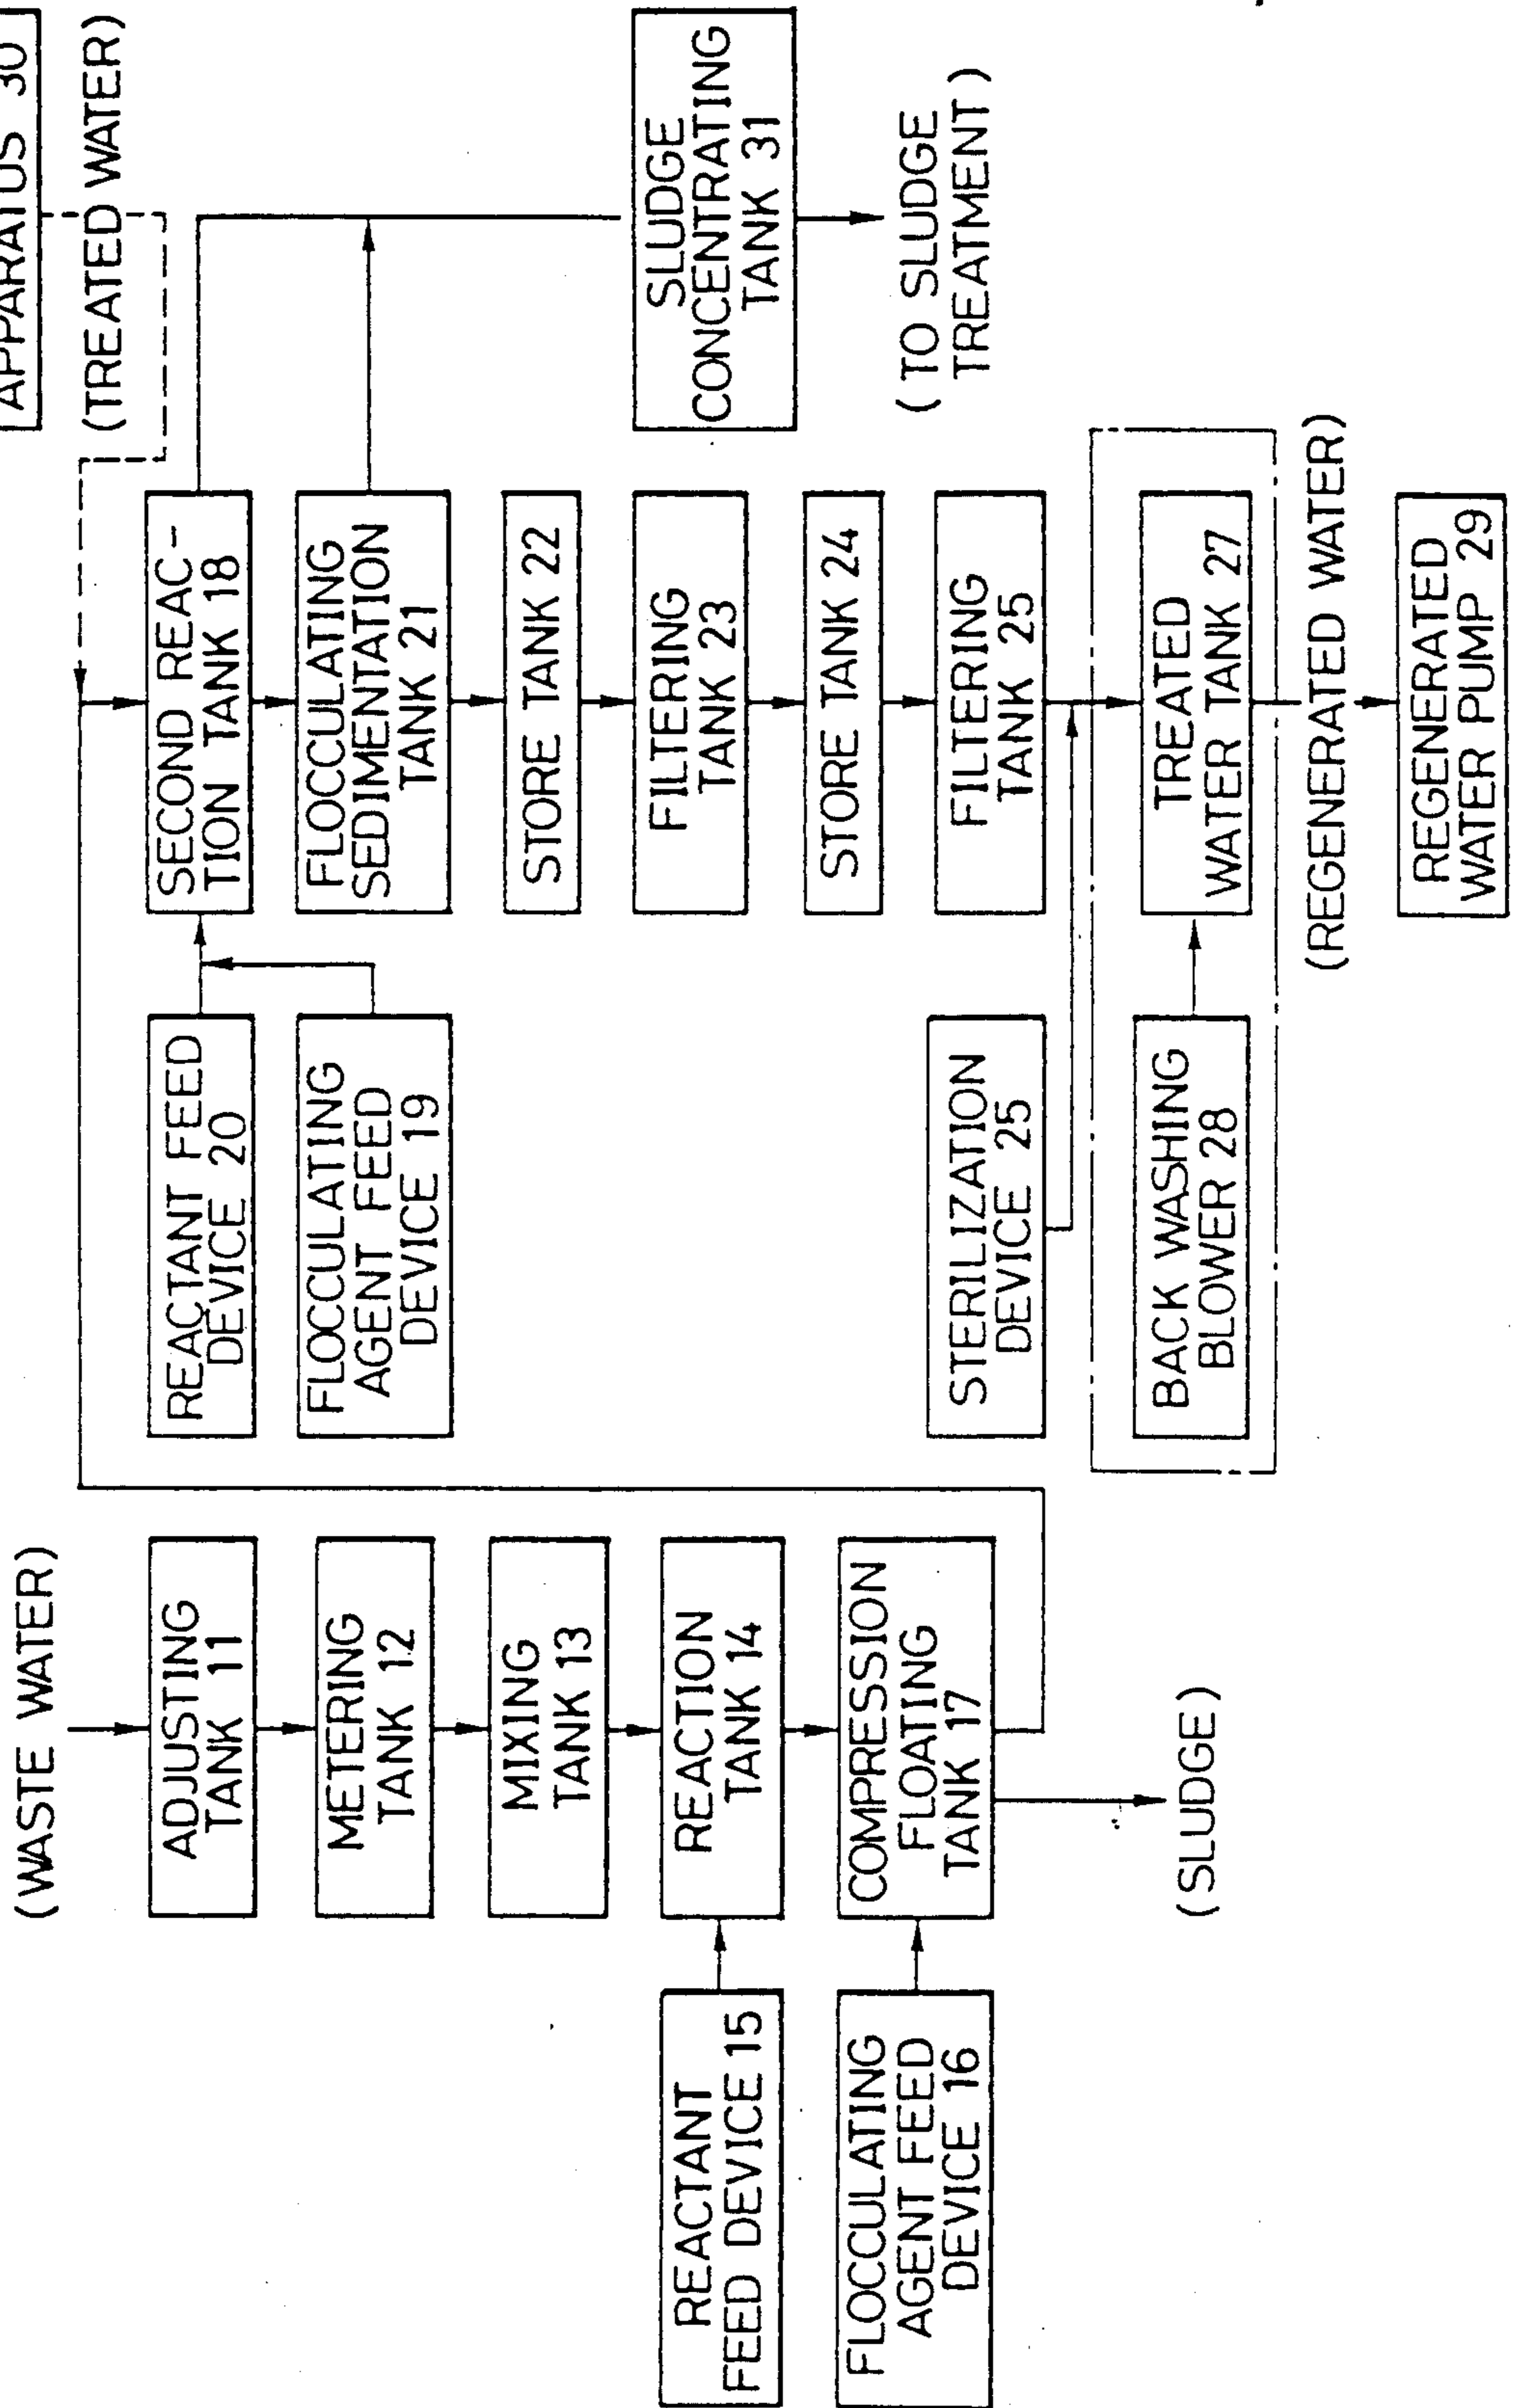 (WASTE WATER)
ADJUSTING
TANK 11
METERING
TANK 12
MIXING
TANK 13
REACTION
TANK 14
REACTANT
FEED DEVICE 15
COMPRESSION
FLOATING
TANK 17
FLOCCULATING
AGENT FEED
DEVICE 16
(SLUDGE)
APPARATUS 30
(TREATED WATER)
SECOND REAC-
TION TANK 18
REACTANT FEED
DEVICE 20
FLOCCULATING
AGENT FEED
DEVICE 19
FLOCCULATING
SEDIMENTATION
TANK 21
STORE TANK 22
FILTERING
TANK 23
STORE TANK 24
FILTERING
TANK 25
STERILIZATION
DEVICE 25
TREATED
WATER TANK 27
BACK WASHING
BLOWER 28
(REGENERATED WATER)
REGENERATED
WATER PUMP 29
SLUDGE
CONCENTRATING
TANK 31
(TO SLUDGE
TREATMENT)